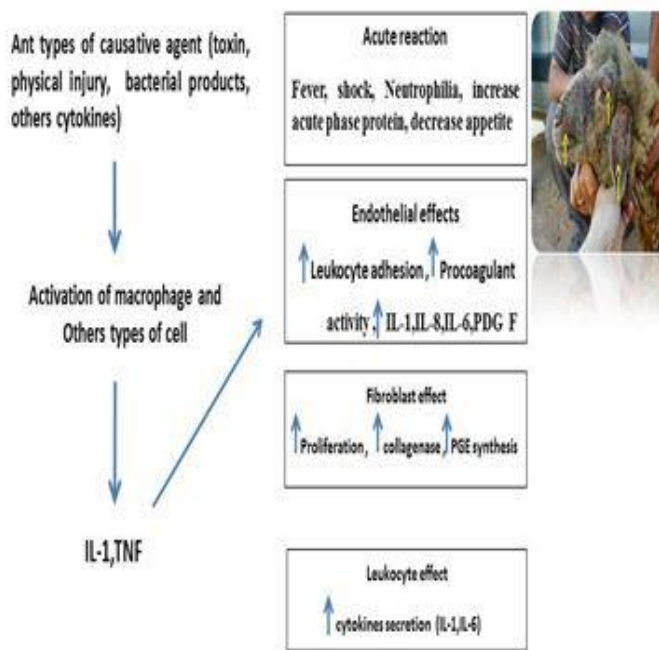 Ant types of causative agent (toxin,
physical injury, bacterial products,
others cytokines)
Activation of macrophage and
Others types of cell
IL-1,TNF
Acute reaction
Fever, shock, Neutrophilia, increase
acute phase protein, decrease appetite
Endothelial effects
Leukocyte adhesion, Procoagulant
activity, IL-1,IL-8,IL-6,PDG F
Fibroblast effect
Proliferation, collagenase, PGE synthesis
Leukocyte effect
cytokines secretion (IL-1,IL-6)